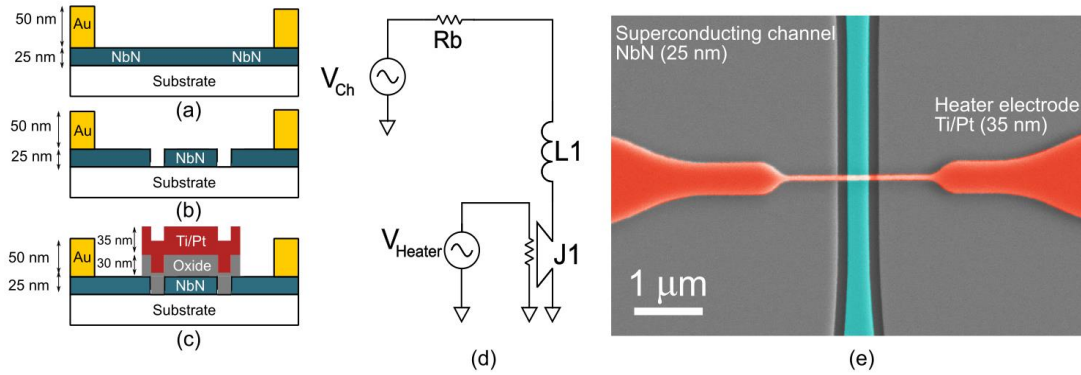 50 nm
Au
25 nm
NbN
NbN
Substrate
(a)
50 nm
Au
25 nm
NbN
Substrate
(b)
35 nm
Ti/Pt
50 nm
30 nm
Oxide
25 nm
NbN
Substrate
(c)
Rb
VCh
L1
VHeater
J1
(d)
Superconducting channel
NbN (25 nm)
Heater electrode
Ti/Pt (35 nm)
1 μm
(e)